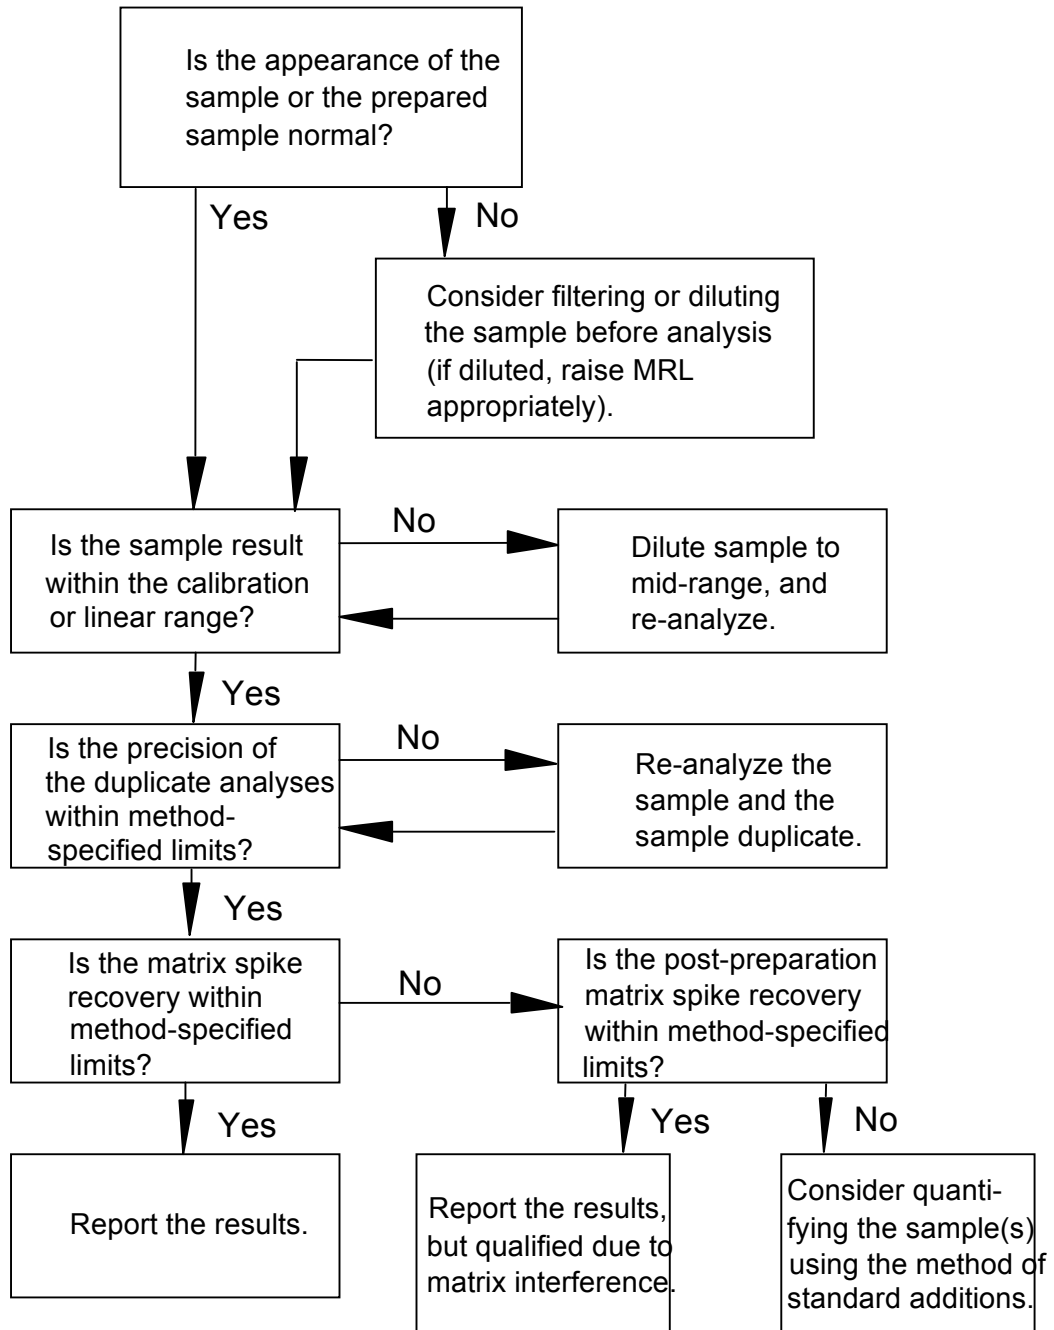 Is the appearance of the
sample or the prepared
sample normal?
Yes
No
Consider filtering or diluting
the sample before analysis
(if diluted, raise MRL
appropriately).
Is the sample result
within the calibration
or linear range?
No
Dilute sample to
mid-range, and
re-analyze.
Yes
Is the precision of
the duplicate analyses
within method-
specified limits?
No
Re-analyze the
sample and the
sample duplicate.
Yes
Is the matrix spike
recovery within
method-specified
limits?
No
Is the post-preparation
matrix spike recovery
within method-specified
limits?
Yes
Yes
No
Report the results.
Report the results,
but qualified due to
matrix interference.
Consider quanti-
fying the sample(s)
using the method of
standard additions.